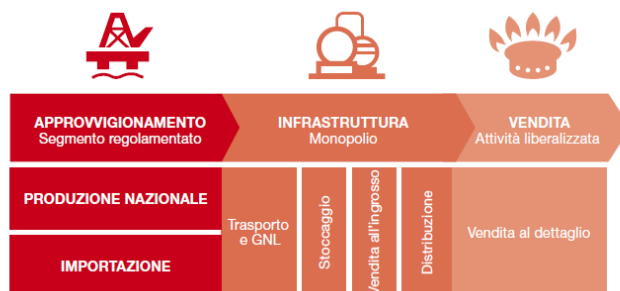 APPROVVIGIONAMENTO
Segmento regolamentato
INFRASTRUTTURA
Monopolio
VENDITA
Attività liberalizzata
PRODUZIONE NAZIONALE
IMPORTAZIONE
Trasporto
e GNL
Stoccaggio
Vendita all'ingrosso
Distribuzione
Vendita al dettaglio